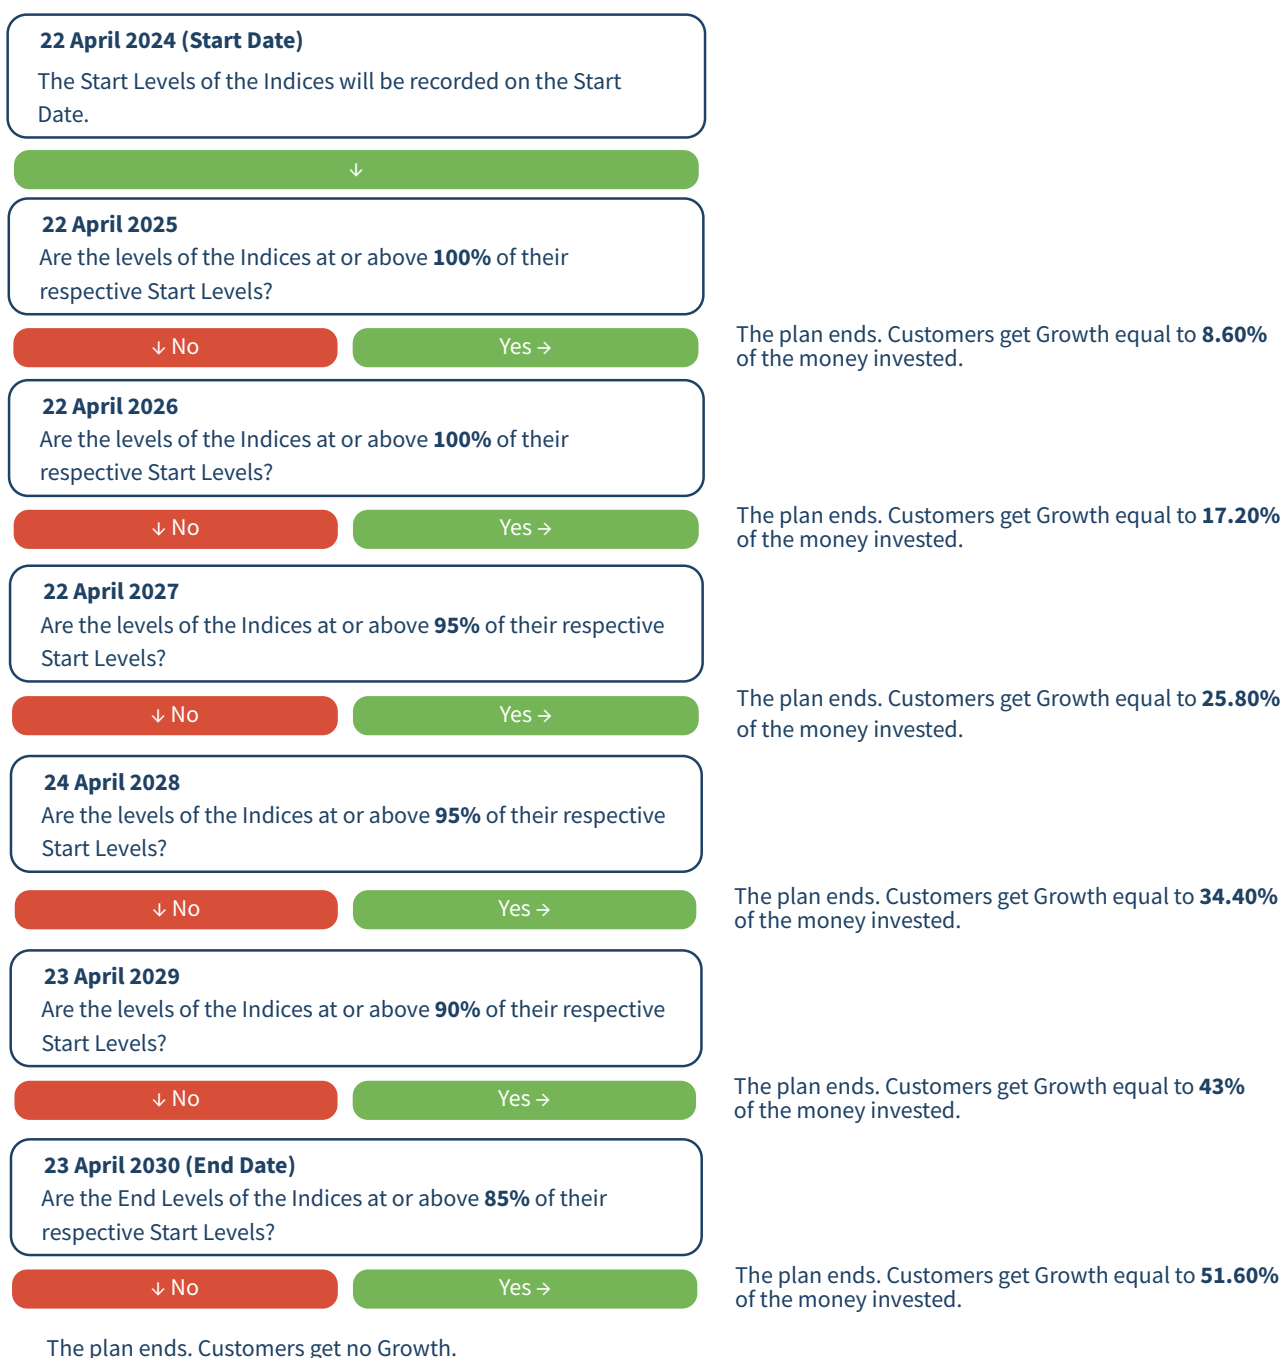 22 April 2024 (Start Date)
The Start Levels of the Indices will be recorded on the Start
Date.
↓
22 April 2025
Are the levels of the Indices at or above 100% of their
respective Start Levels?
↓ No
Yes →
The plan ends. Customers get Growth equal to 8.60%
of the money invested.
22 April 2026
Are the levels of the Indices at or above 100% of their
respective Start Levels?
↓ No
Yes →
The plan ends. Customers get Growth equal to 17.20%
of the money invested.
22 April 2027
Are the levels of the Indices at or above 95% of their respective
Start Levels?
↓ No
Yes →
The plan ends. Customers get Growth equal to 25.80%
of the money invested.
24 April 2028
Are the levels of the Indices at or above 95% of their respective
Start Levels?
↓ No
Yes →
The plan ends. Customers get Growth equal to 34.40%
of the money invested.
23 April 2029
Are the levels of the Indices at or above 90% of their respective
Start Levels?
↓ No
Yes →
The plan ends. Customers get Growth equal to 43%
of the money invested.
23 April 2030 (End Date)
Are the End Levels of the Indices at or above 85% of their
respective Start Levels?
↓ No
Yes →
The plan ends. Customers get Growth equal to 51.60%
of the money invested.
The plan ends. Customers get no Growth.